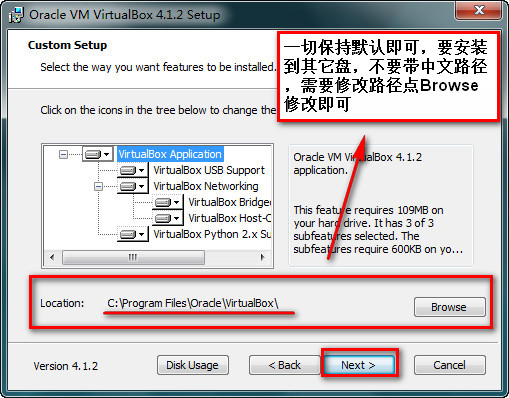 Oracle VM VirtualBox 4.1.2 Setup
Custom Setup
Select the way you want features to be installed.
一切保持默认即可，要安装
到其它盘，不要带中文路径
，需要修改路径点Browse
修改即可
Click on the icons in the tree below to change the
VirtualBox Application
VirtualBox USB Support
VirtualBox Networking
VirtualBox Bridge
VirtualBox Host-O
VirtualBox Python 2.x Su
Oracle VM VirtualBox 4.1.2
application.
This feature requires 109MB on
your hard drive. It has 3 of 3
subfeatures selected. The
subfeatures require 600KB on yo...
Location:
C:\Program Files\Oracle\VirtualBox\
Browse
Version 4.1.2
Disk Usage
< Back
Next >
Cancel